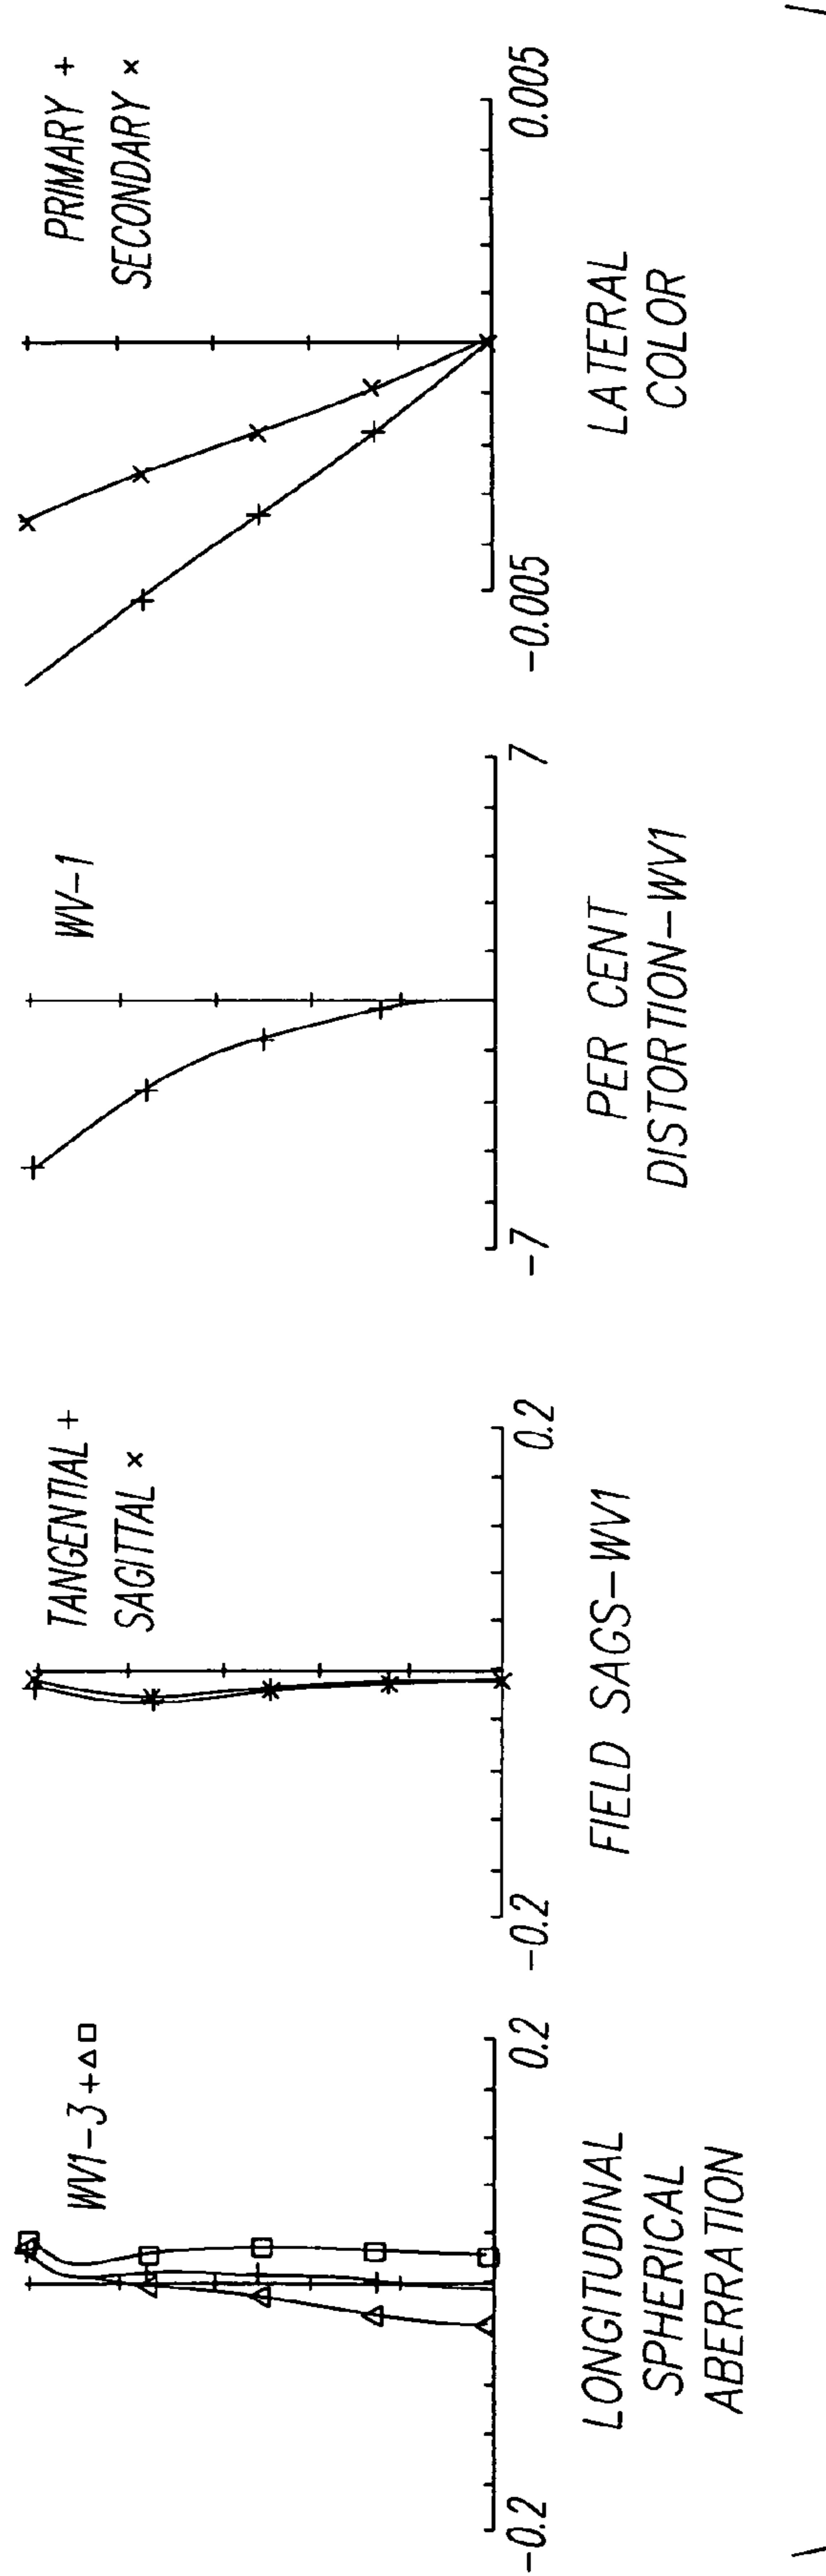 WV1-3 +△□
-0.2
0.2
LONGITUDINAL
SPHERICAL
ABERRATION
TANGENTIAL +
SAGITTAL ×
-0.2
0.2
FIELD SAGS-WV1
WV-1
-7
7
PER CENT
DISTORTION-WV1
PRIMARY +
SECONDARY ×
-0.005
0.005
LATERAL
COLOR